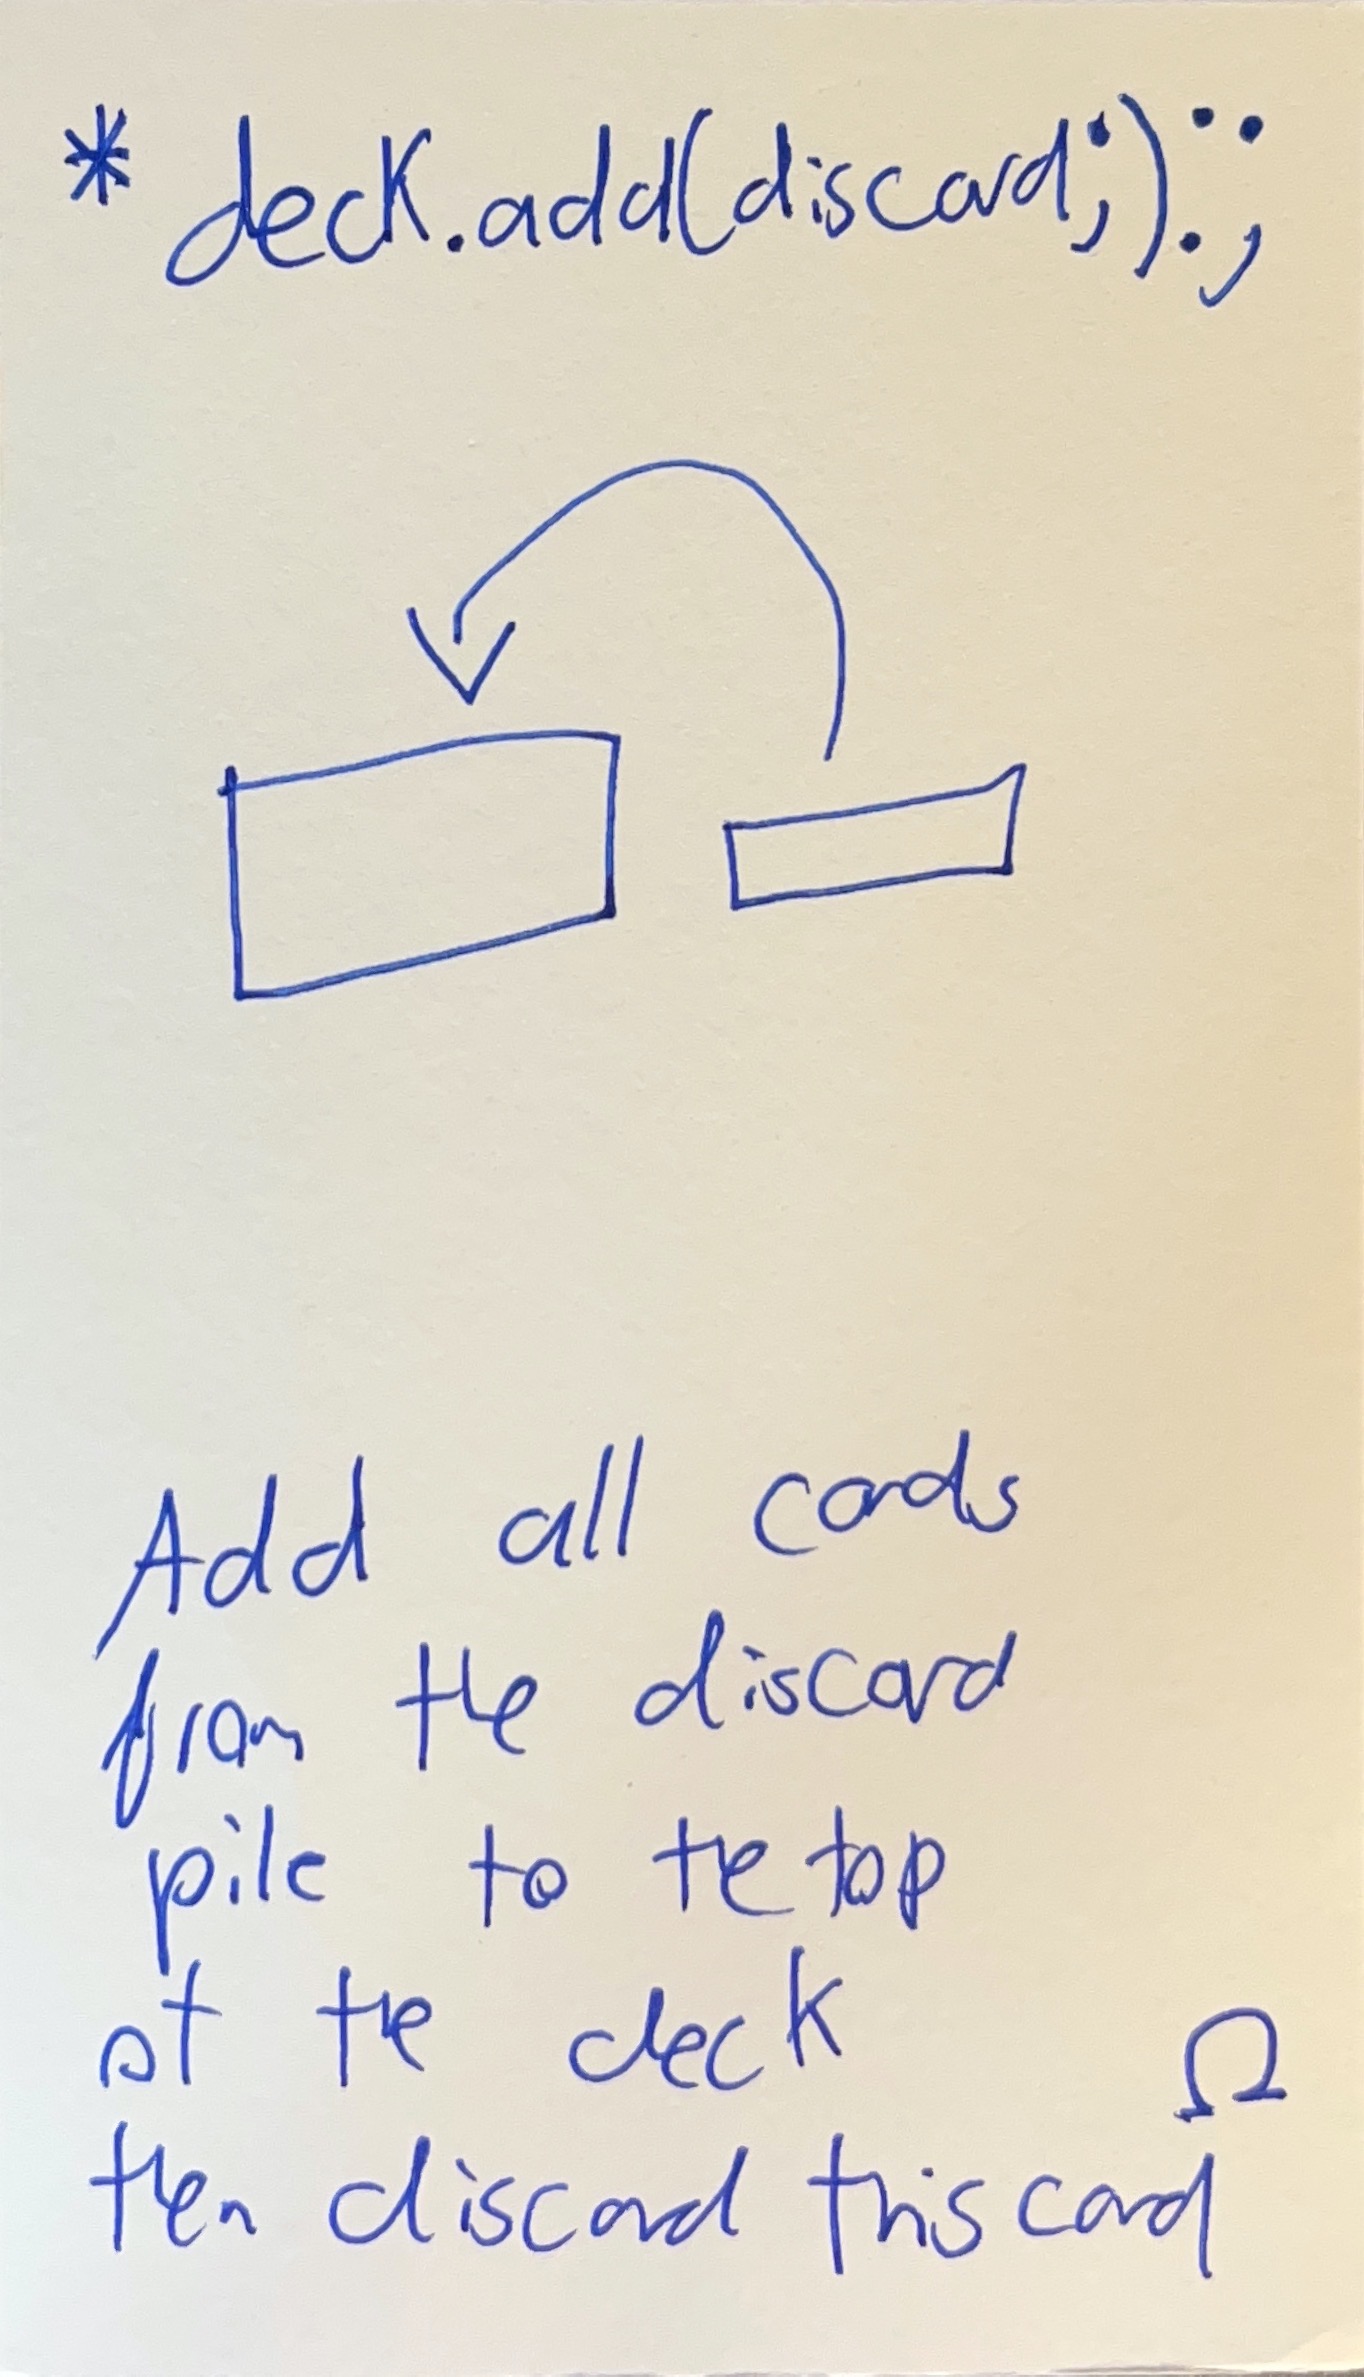 * deck.add(discard;).;;
Add all cards
from the discard
pile to te top
of the deck
Ω
then discard this card